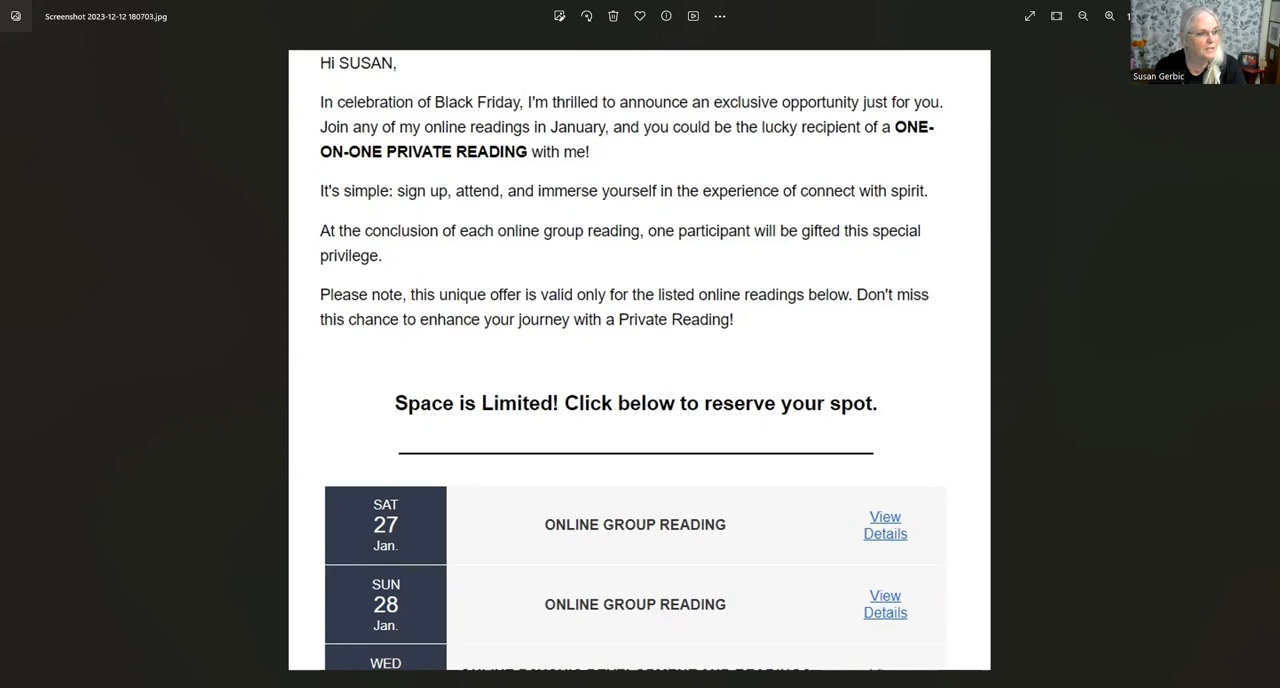 Screenshot 2023-12-12 180703.jpg
Susan Gerbic
Hi SUSAN,
In celebration of Black Friday, I'm thrilled to announce an exclusive opportunity just for you.
Join any of my online readings in January, and you could be the lucky recipient of a ONE-
ON-ONE PRIVATE READING with me!
It's simple: sign up, attend, and immerse yourself in the experience of connect with spirit.
At the conclusion of each online group reading, one participant will be gifted this special
privilege.
Please note, this unique offer is valid only for the listed online readings below. Don't miss
this chance to enhance your journey with a Private Reading!
Space is Limited! Click below to reserve your spot.
SAT
27
Jan.
ONLINE GROUP READING
View
Details
SUN
28
Jan.
ONLINE GROUP READING
View
Details
WED